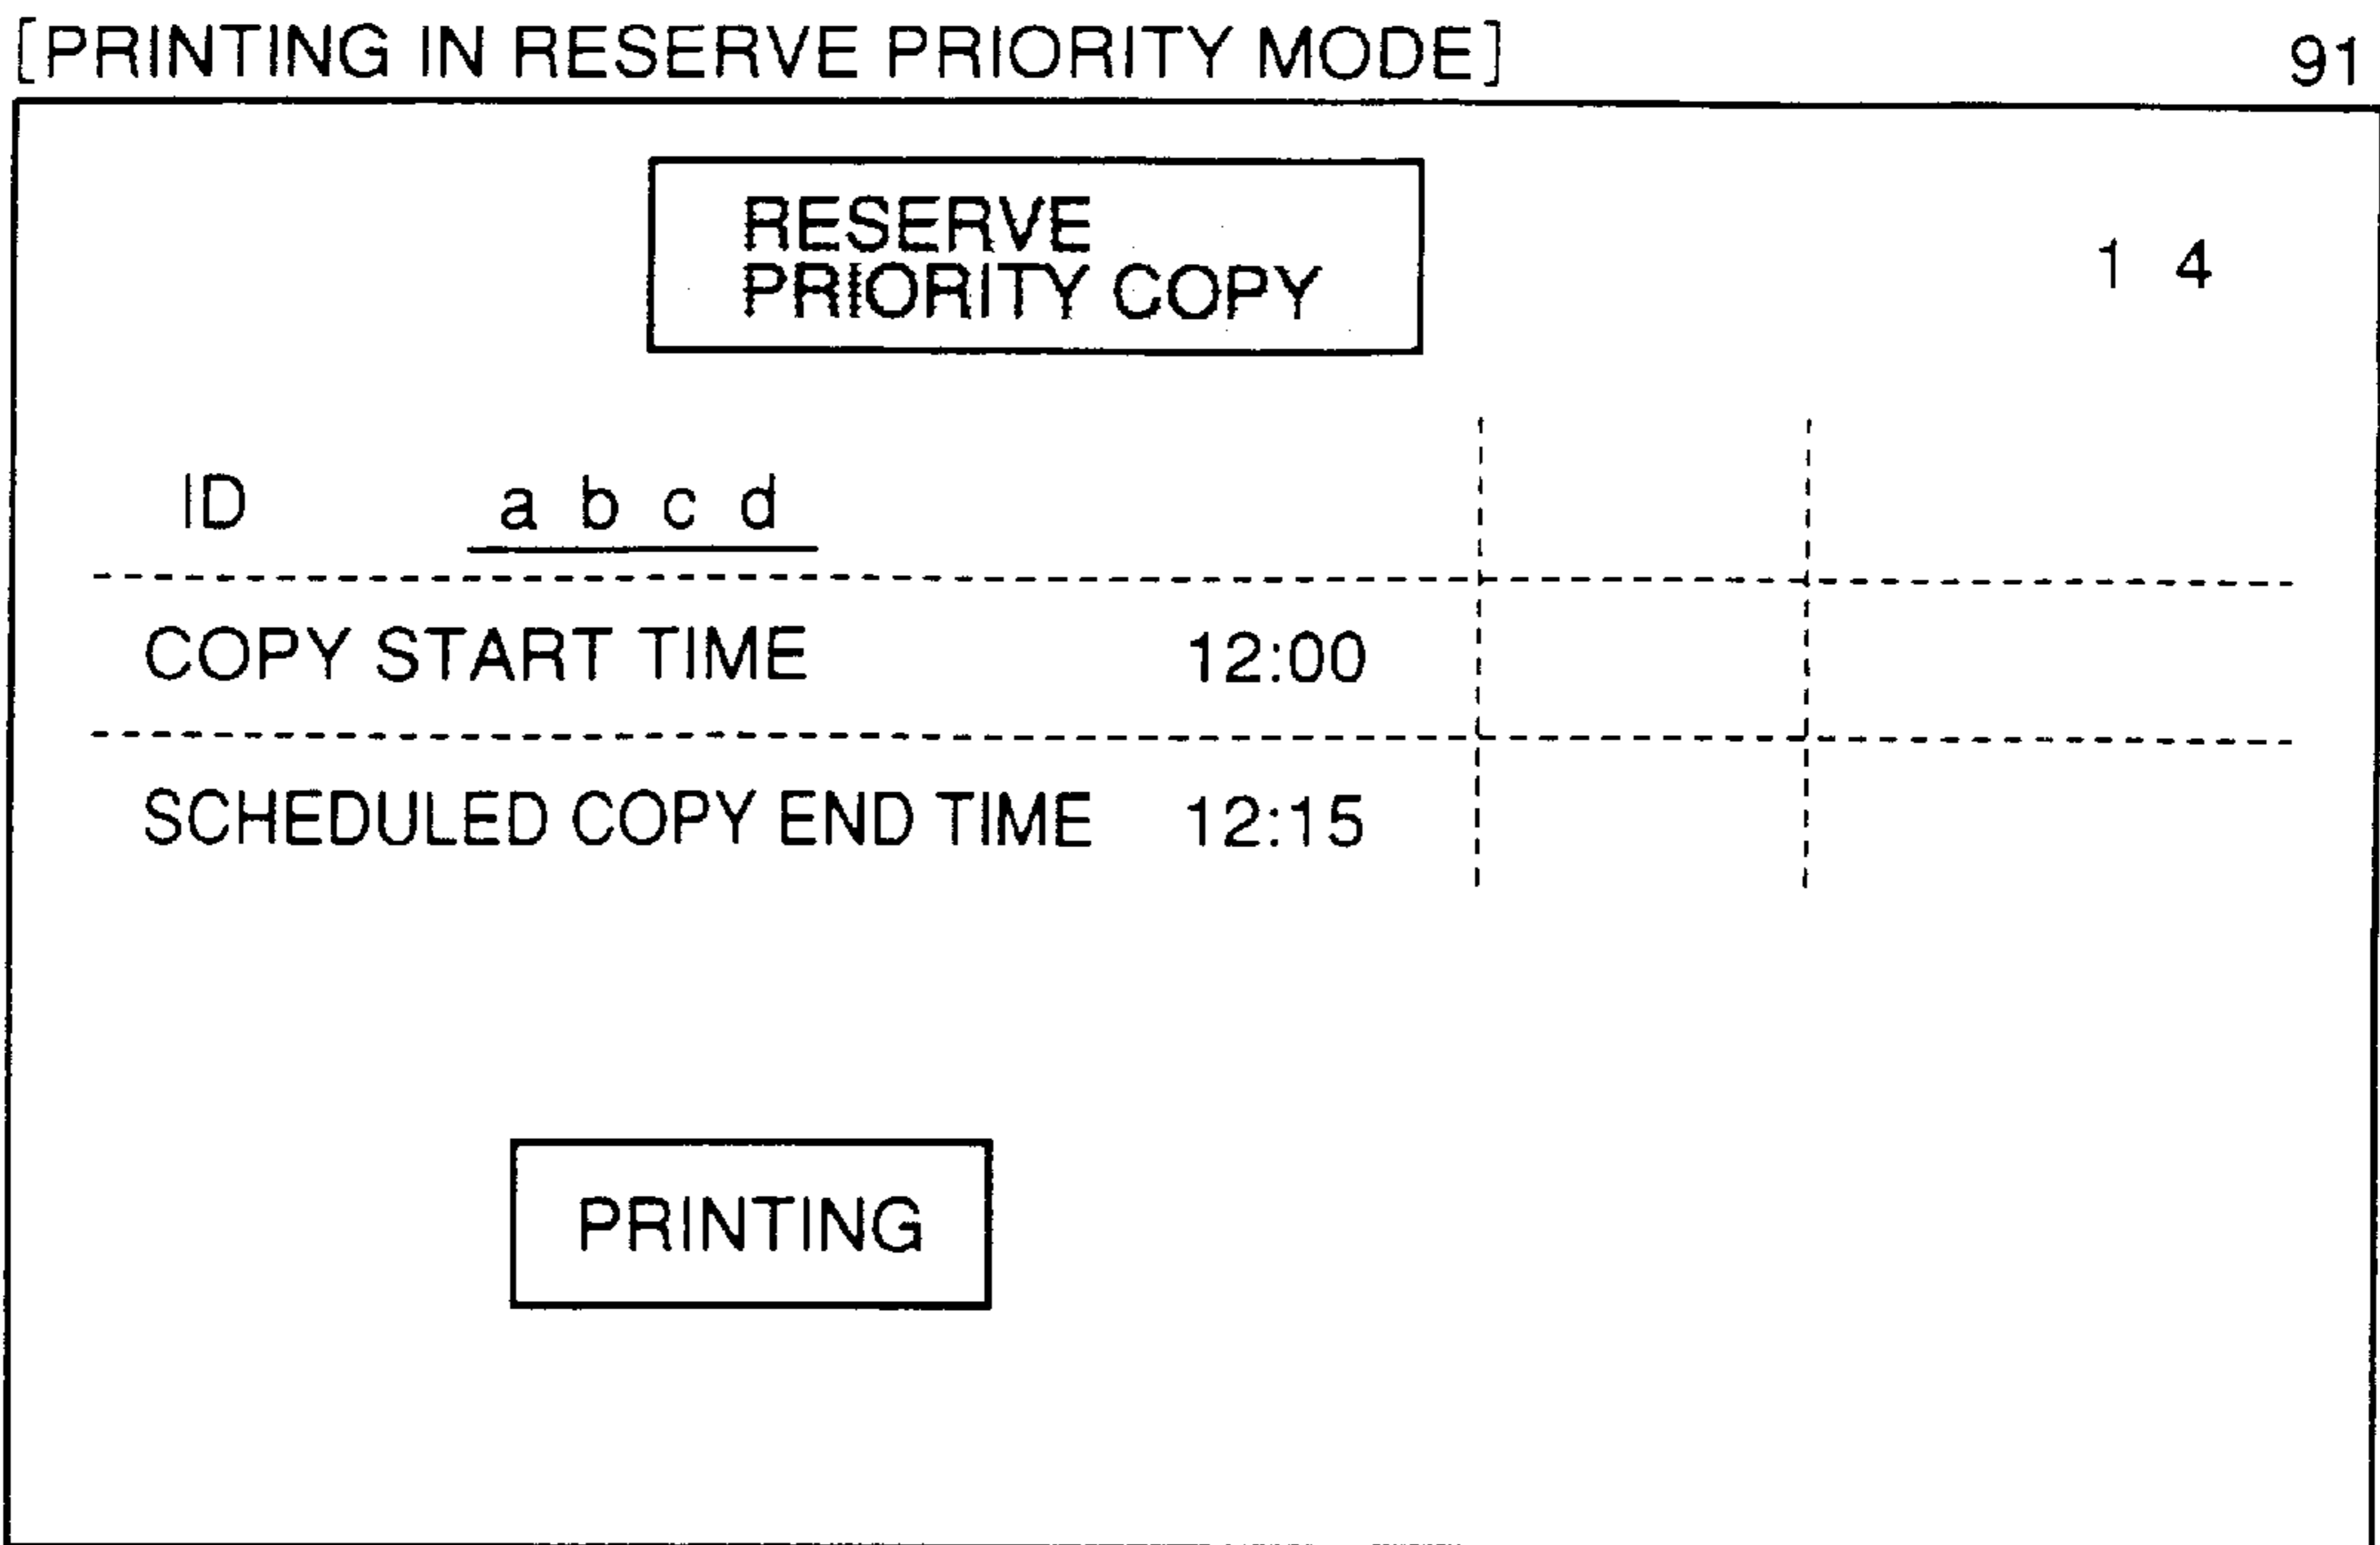 [PRINTING IN RESERVE PRIORITY MODE] 91
RESERVE
PRIORITY COPY
1 4
ID a b c d
COPY START TIME 12:00
SCHEDULED COPY END TIME 12:15
PRINTING